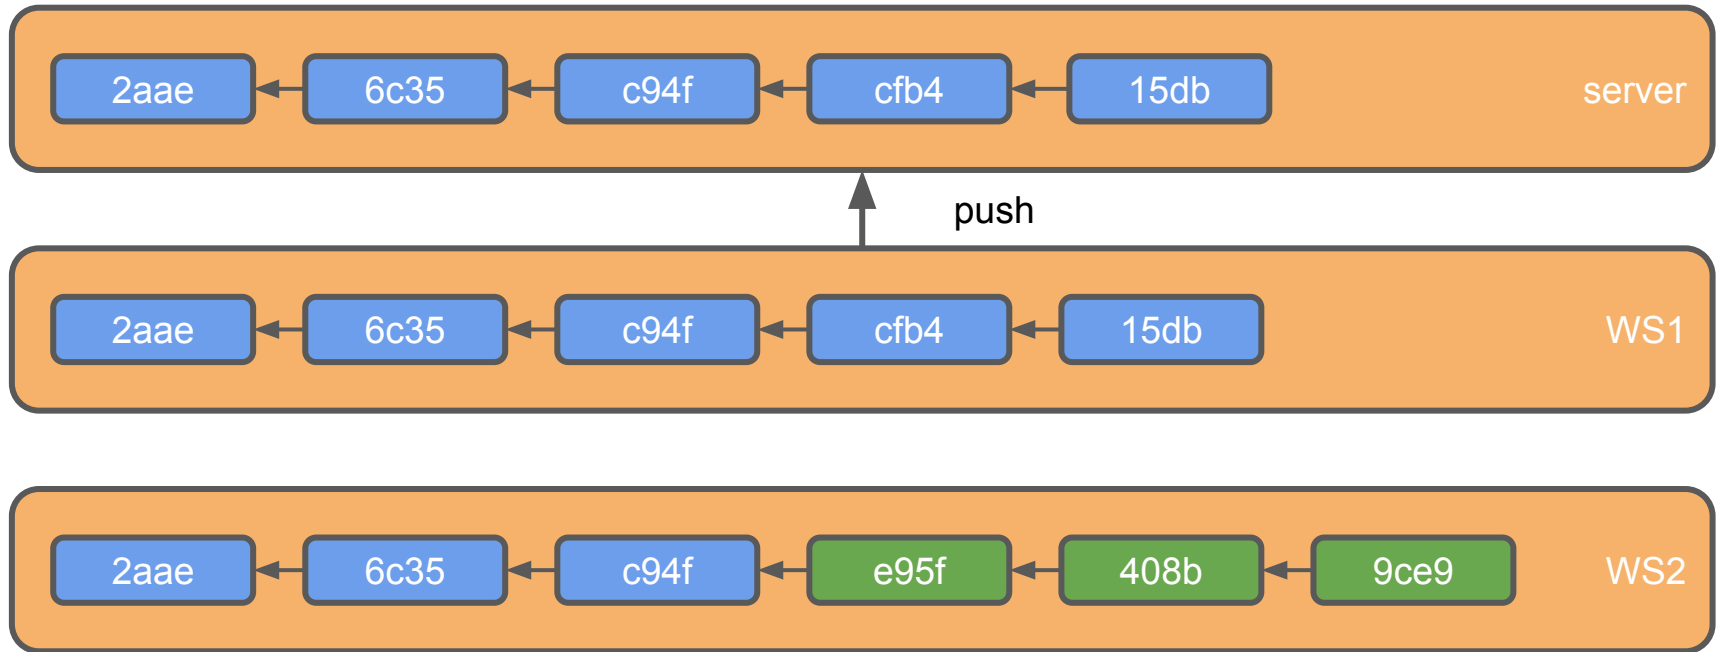 2aae 6c35 c94f cfb4 15db server
push
2aae 6c35 c94f cfb4 15db WS1
2aae 6c35 c94f e95f 408b 9ce9 WS2